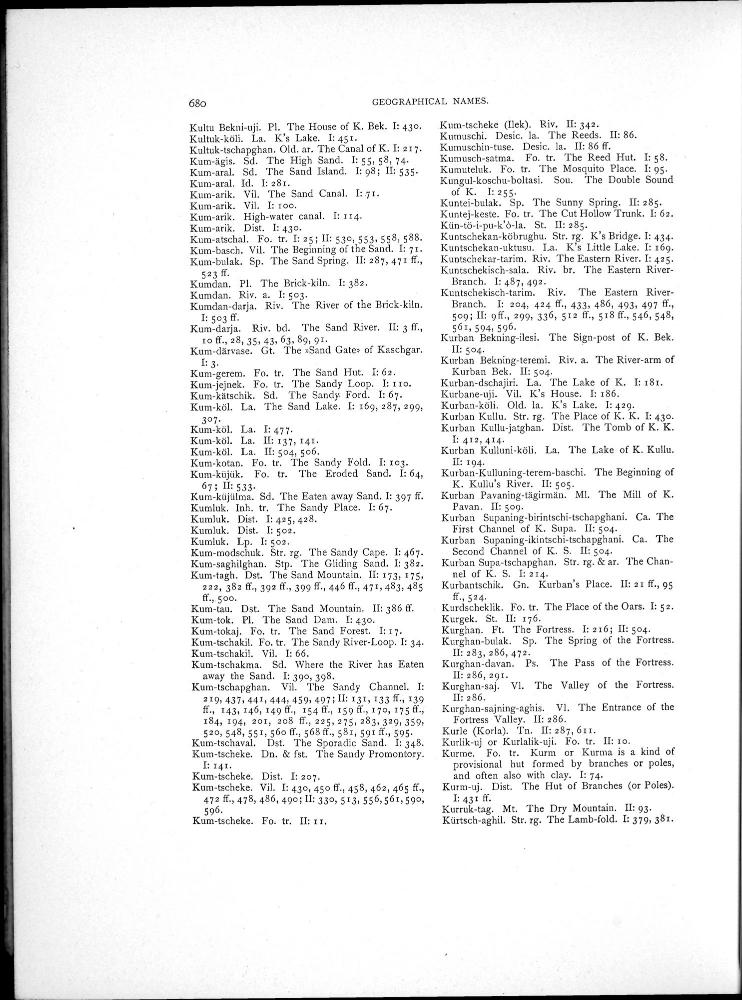 680
GEOGRAPHICAL NAMES.
Kultu Bekni-uji. Pl. The House of K. Bek. I: 430.
Kultuk-köli. La. K's Lake. I: 451.
Kultuk-tschapghan. Old. ar. The Canal of K. I: 217.
Kum-ägis. Sd. The High Sand. I: 55, 58, 74.
Kum-aral. Sd. The Sand Island. I: 98; II: 535.
Kum-aral. Id. I: 281.
Kum-arik. Vil. The Sand Canal. I: 71.
Kum-arik. Vil. I: 100.
Kum-arik. High-water canal. I: 114.
Kum-arik. Dist. I: 430.
Kum-atschal. Fo. tr. I: 25; II: 530, 553, 558, 588.
Kum-basch. Vil. The Beginning of the Sand. I: 71.
Kum-bulak. Sp. The Sand Spring. II: 287, 471 ff.,
523 ff.
Kumdan. Pl. The Brick-kiln. I: 382.
Kumdan. Riv. a. I: 503.
Kumdan-darja. Riv. The River of the Brick-kiln.
I: 503 ff.
Kum-darja. Riv. bd. The Sand River. II: 3 ff.,
10 ff., 28, 35, 43, 63, 89, 91.
Kum-därvase. Gt. The »Sand Gate» of Kaschgar.
I: 3.
Kum-gerem. Fo. tr. The Sand Hut. I: 62.
Kum-jejnek. Fo. tr. The Sandy Loop. I: 110.
Kum-kätschik. Sd. The Sandy Ford. I: 67.
Kum-köl. La. The Sand Lake. I: 169, 287, 299,
307.
Kum-köl. La. I: 477.
Kum-köl. La. II: 137, 141.
Kum-köl. La. II: 504, 506.
Kum-kotan. Fo. tr. The Sandy Fold. I: 103.
Kum-küjük. Fo. tr. The Eroded Sand. I: 64,
67; II: 533.
Kum-küjülma. Sd. The Eaten away Sand. I: 397 ff.
Kumluk. Inh. tr. The Sandy Place. I: 67.
Kumluk. Dist. I: 425, 428.
Kumluk. Dist. I: 502.
Kumluk. Lp. I: 502.
Kum-modschuk. Str. rg. The Sandy Cape. I: 467.
Kum-saghilghan. Stp. The Gliding Sand. I: 382.
Kum-tagh. Dst. The Sand Mountain. II: 173, 175,
222, 382 ff., 392 ff., 399 ff., 446 ff., 471, 483, 485
ff., 500.
Kum-tau. Dst. The Sand Mountain. II: 386 ff.
Kum-tok. Pl. The Sand Dam. I: 430.
Kum-tokaj. Fo. tr. The Sand Forest. I: 17.
Kum-tschakil. Fo. tr. The Sandy River-Loop. I: 34.
Kum-tschakil. Vil. I: 66.
Kum-tschakma. Sd. Where the River has Eaten
away the Sand. I: 390, 398.
Kum-tschapghan. Vil. The Sandy Channel. I:
219, 437, 441, 444, 459, 497; II: 131, 133 ff., 139
ff., 143, 146, 149 ff., 154 ff., 159 ff., 170, 175 ff.,
184, 194, 201, 208 ff., 225, 275, 283, 329, 359,
520, 548, 551, 560 ff., 568 ff., 581, 591 ff., 595.
Kum-tschaval. Dst. The Sporadic Sand. I: 348.
Kum-tscheke. Dn. & fst. The Sandy Promontory.
I: 141.
Kum-tscheke. Dist. I: 207.
Kum-tscheke. Vil. I: 430, 450 ff., 458, 462, 465 ff.,
472 ff., 478, 486, 490; II: 330, 513, 556, 561, 590,
596.
Kum-tscheke. Fo. tr. II: 11.
Kum-tscheke (Ilek). Riv. II: 342.
Kumuschi. Desic. la. The Reeds. II: 86.
Kumuschin-tuse. Desic. la. II: 86 ff.
Kumusch-satma. Fo. tr. The Reed Hut. I: 58.
Kumuteluk. Fo. tr. The Mosquito Place. I: 95.
Kungul-koschu-boltasi. Sou. The Double Sound
of K. I: 255.
Kuntei-bulak. Sp. The Sunny Spring. II: 285.
Kuntej-keste. Fo. tr. The Cut Hollow Trunk. I: 62.
Kün-tö-i-pu-k'ò-la. St. II: 285.
Kuntschekan-köbrughu. Str. rg. K's Bridge. I: 434.
Kuntschekan-uktusu. La. K's Little Lake. I: 169.
Kuntschekar-tarim. Riv. The Eastern River. I: 425.
Kuntschekisch-sala. Riv. br. The Eastern River-
Branch. I: 487, 492.
Kuntschekisch-tarim. Riv. The Eastern River-
Branch. I: 204, 424 ff., 433, 486, 493, 497 ff.,
509; II: 9 ff., 299, 336, 512 ff., 518 ff., 546, 548,
561, 594, 596.
Kurban Bekning-ilesi. The Sign-post of K. Bek.
II: 504.
Kurban Bekning-teremi. Riv. a. The River-arm of
Kurban Bek. II: 504.
Kurban-dschajiri. La. The Lake of K. I: 181.
Kurbane-uji. Vil. K's House. I: 186.
Kurban-köli. Old. la. K's Lake. I: 429.
Kurban Kullu. Str. rg. The Place of K. K. I: 430.
Kurban Kullu-jatghan. Dist. The Tomb of K. K.
I: 412, 414.
Kurban Kulluni-köli. La. The Lake of K. Kullu.
II: 194.
Kurban-Kulluning-terem-baschi. The Beginning of
K. Kullu's River. II: 505.
Kurban Pavaning-tägirmän. Ml. The Mill of K.
Pavan. II: 509.
Kurban Supaning-birintschi-tschapghani. Ca. The
First Channel of K. Supa. II: 504.
Kurban Supaning-ikintschi-tschapghani. Ca. The
Second Channel of K. S. II: 504.
Kurban Supa-tschapghan. Str. rg. & ar. The Chan-
nel of K. S. I: 214.
Kurbantschik. Gn. Kurban's Place. II: 21 ff., 95
ff., 524.
Kurdscheklik. Fo. tr. The Place of the Oars. I: 52.
Kurgek. St. II: 176.
Kurghan. Ft. The Fortress. I: 216; II: 504.
Kurghan-bulak. Sp. The Spring of the Fortress.
II: 283, 286, 472.
Kurghan-davan. Ps. The Pass of the Fortress.
II: 286, 291.
Kurghan-saj. Vl. The Valley of the Fortress.
II: 286.
Kurghan-sajning-aghis. Vl. The Entrance of the
Fortress Valley. II: 286.
Kurle (Korla). Tn. II: 287, 611.
Kurlik-uj or Kurlalik-uji. Fo. tr. II: 10.
Kurme. Fo. tr. Kurm or Kurma is a kind of
provisional hut formed by branches or poles,
and often also with clay. I: 74.
Kurm-uj. Dist. The Hut of Branches (or Poles).
I: 431 ff.
Kurruk-tag. Mt. The Dry Mountain. II: 93.
Kürtsch-aghil. Str. rg. The Lamb-fold. I: 379, 381.